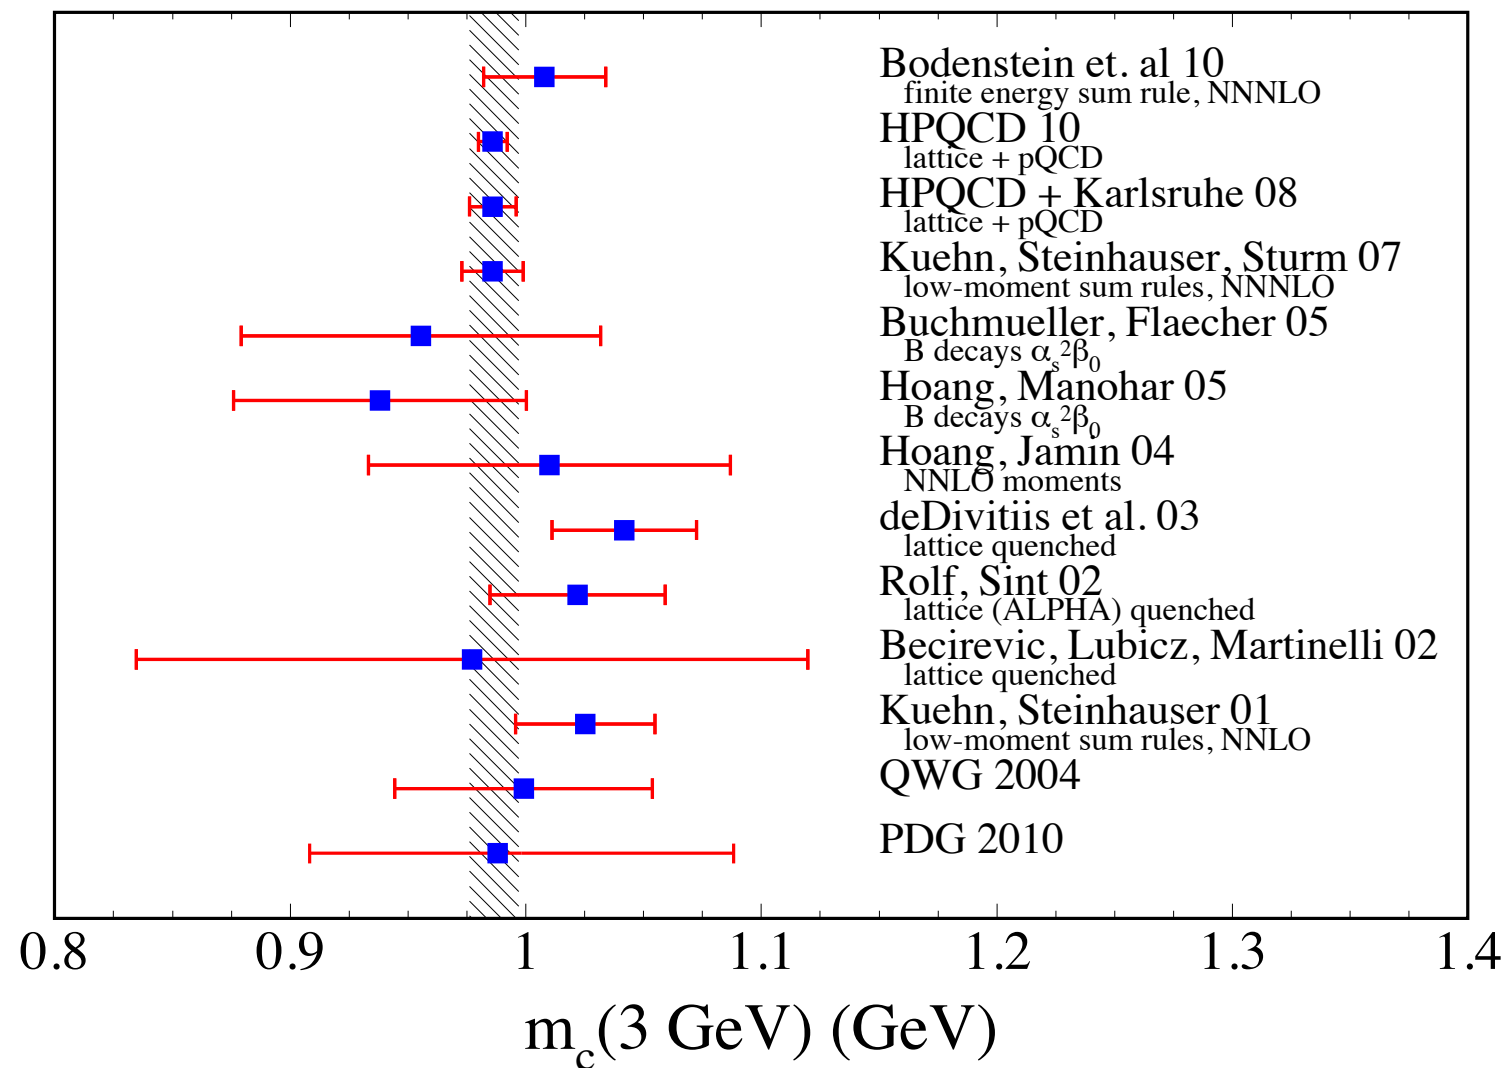 Bodenstein et. al 10
finite energy sum rule, NNNLO
HPQCD 10
lattice + pQCD
HPQCD + Karlsruhe 08
lattice + pQCD
Kuehn, Steinhauser, Sturm 07
low-moment sum rules, NNNLO
Buchmueller, Flaecher 05
B decays αₛ²β₀
Hoang, Manohar 05
B decays αₛ²β₀
Hoang, Jamin 04
NNLO moments
deDivitiis et al. 03
lattice quenched
Rolf, Sint 02
lattice (ALPHA) quenched
Becirevic, Lubicz, Martinelli 02
lattice quenched
Kuehn, Steinhauser 01
low-moment sum rules, NNLO
QWG 2004
PDG 2010
0.8 0.9 1 1.1 1.2 1.3 1.4
m_c(3 GeV) (GeV)